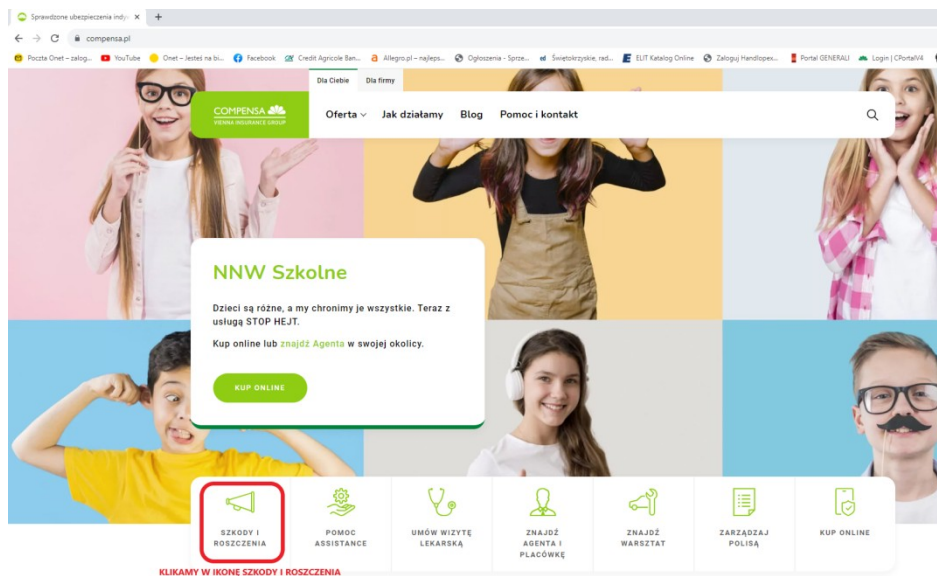 Sprawdzone ubezpieczenia indy
compensa.pl
Poczta Onet – zalog...
YouTube
Onet – Jesteś na bi...
Facebook
Credit Agricole Ban...
Allegro.pl – najleps...
Ogłoszenia - Sprze...
Świętokrzyskie, rad...
ELIT Katalog Online
Zaloguj Handlopex...
Portal GENERALI
Login | CPortalV4
Dla Ciebie Dla firmy
COMPENSA
VIENNA INSURANCE GROUP
Oferta Jak działamy Blog Pomoc i kontakt
NNW Szkolne
Dzieci są różne, a my chronimy je wszystkie. Teraz z
usługą STOP HEJT.
Kup online lub znajdź Agenta w swojej okolicy.
KUP ONLINE
SZKODY I
ROSZCZENIA
POMOC
ASSISTANCE
UMÓW WIZYTĘ
LEKARSKĄ
ZNAJDŹ
AGENTA I
PLACÓWKĘ
ZNAJDŹ
WARSZTAT
ZARZĄDZAJ
POLISĄ
KUP ONLINE
KLIKAMY W IKONĘ SZKODY I ROSZCZENIA